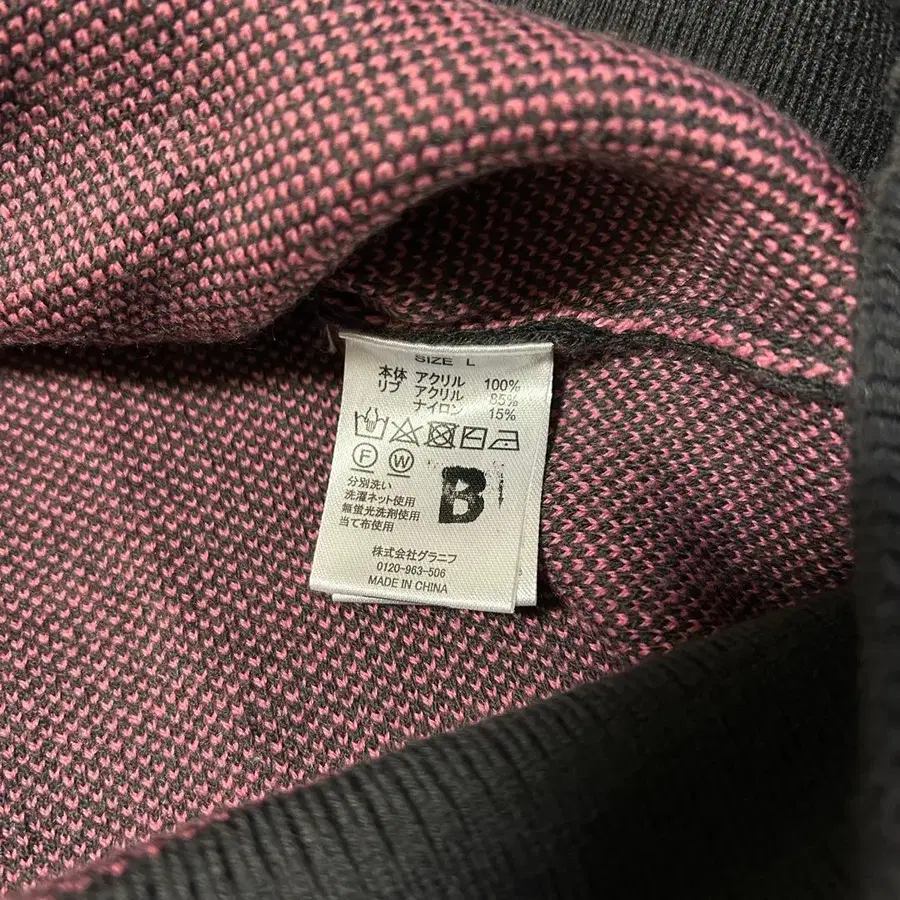 SIZE L
本体 アクリル 100%
リブ アクリル 85%
ナイロン 15%
F W
B
分別洗い
洗濯ネット使用
無蛍光洗剤使用
当て布使用
株式会社グラニフ
0120-963-506
MADE IN CHINA